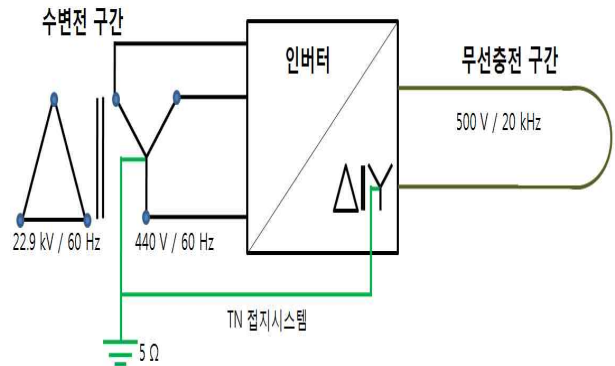 수변전 구간
인버터
무선충전 구간
500 V / 20 kHz
22.9 kV / 60 Hz
440 V / 60 Hz
TN 접지시스템
5 Ω